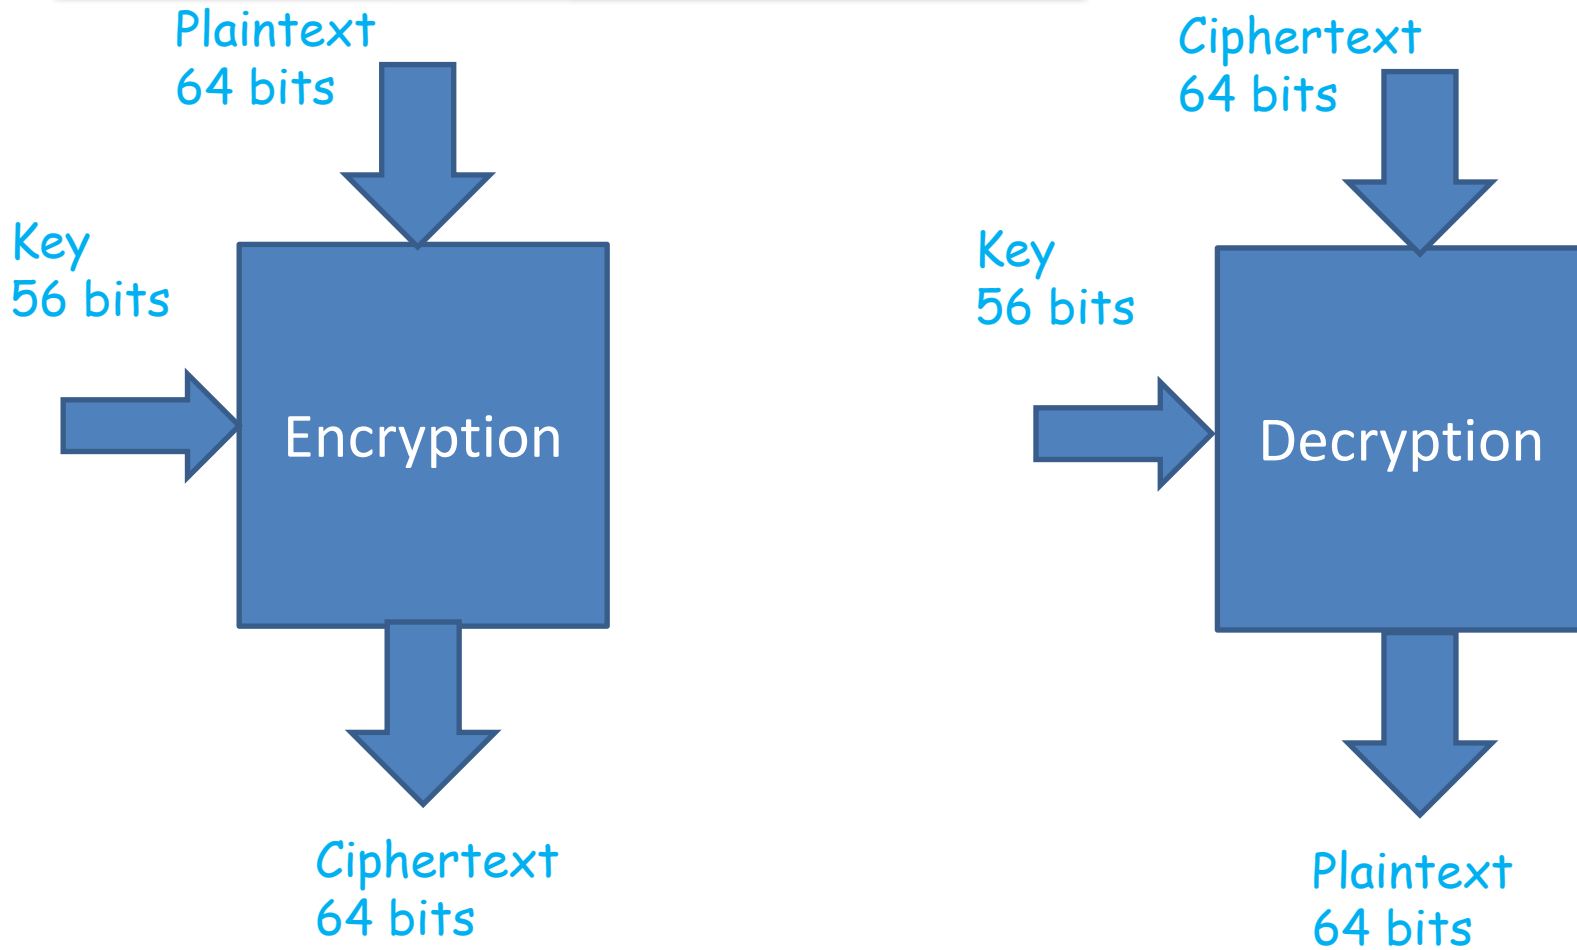 Plaintext
64 bits
Key
56 bits
Encryption
Ciphertext
64 bits
Ciphertext
64 bits
Key
56 bits
Decryption
Plaintext
64 bits